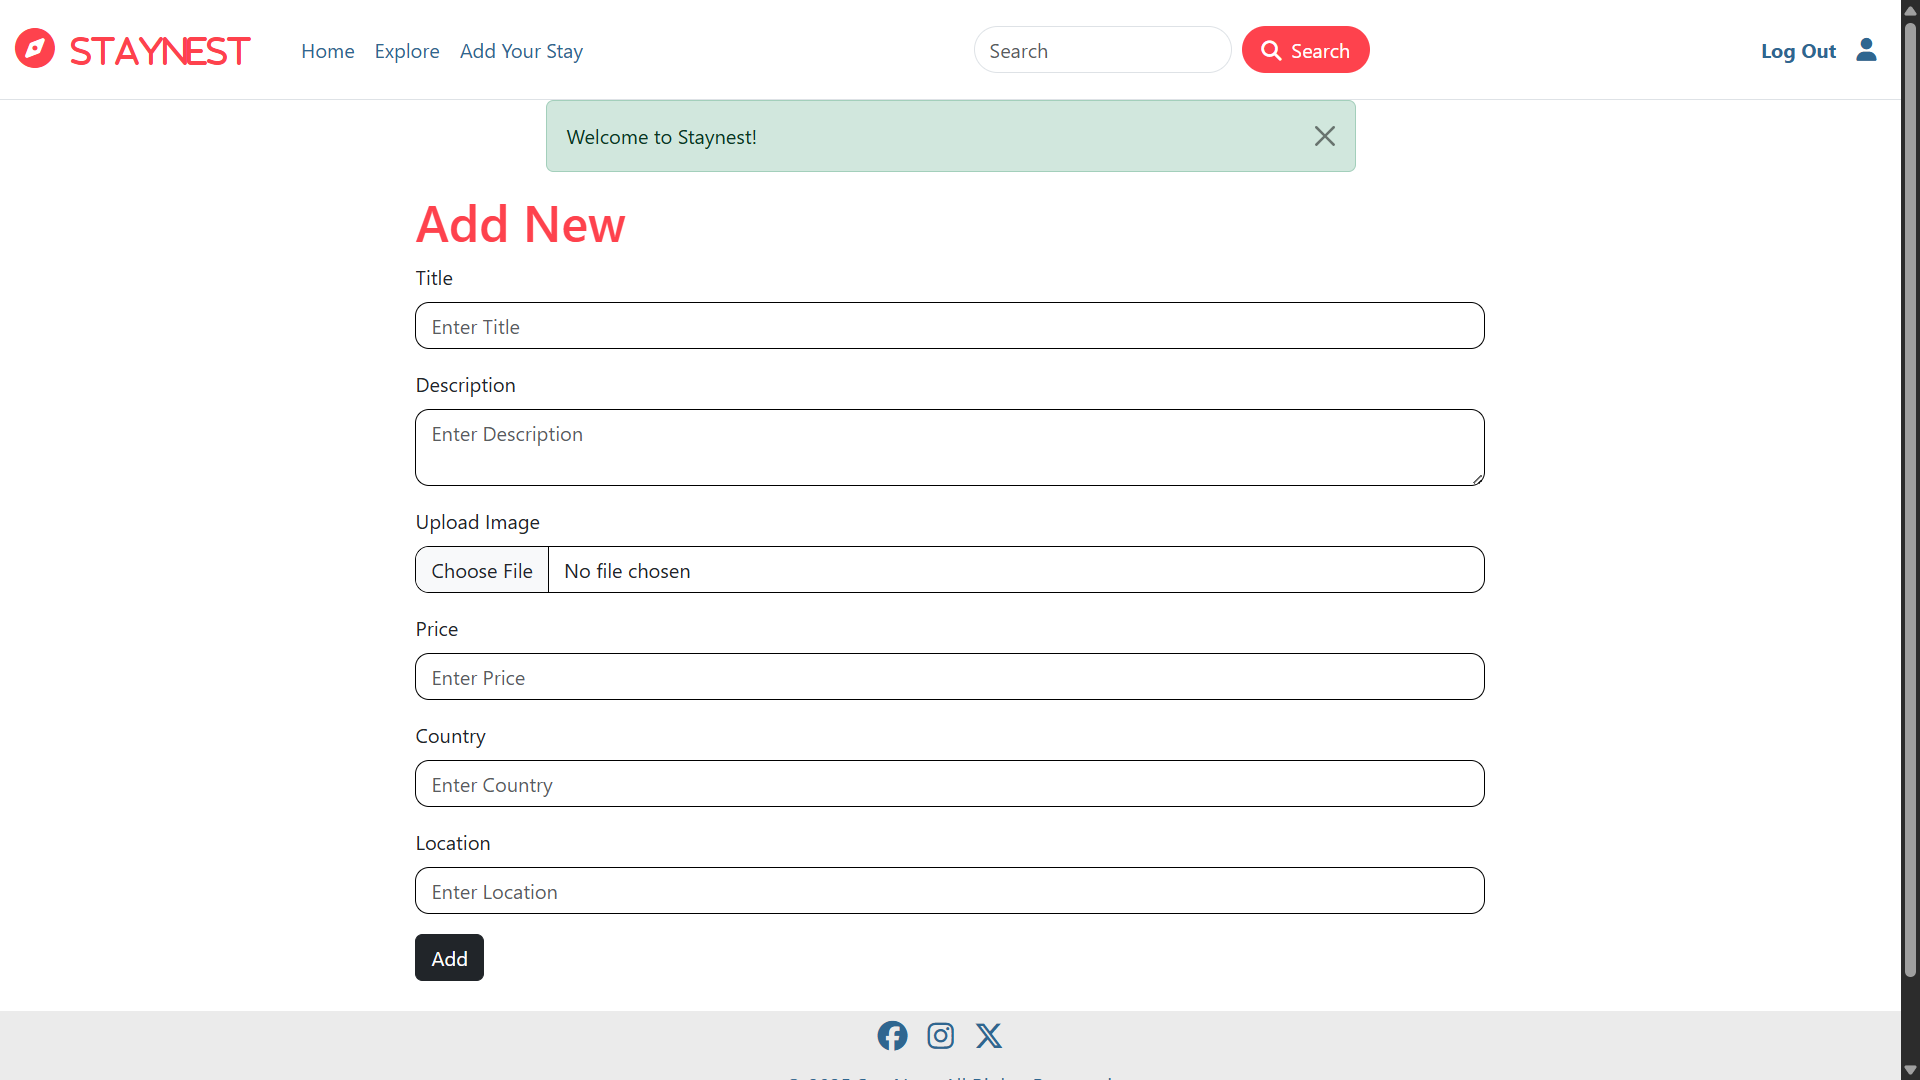 STAYNEST Home Explore Add Your Stay Search Search Log Out
Welcome to Staynest!
Add New
Title
Enter Title
Description
Enter Description
Upload Image
Choose File No file chosen
Price
Enter Price
Country
Enter Country
Location
Enter Location
Add